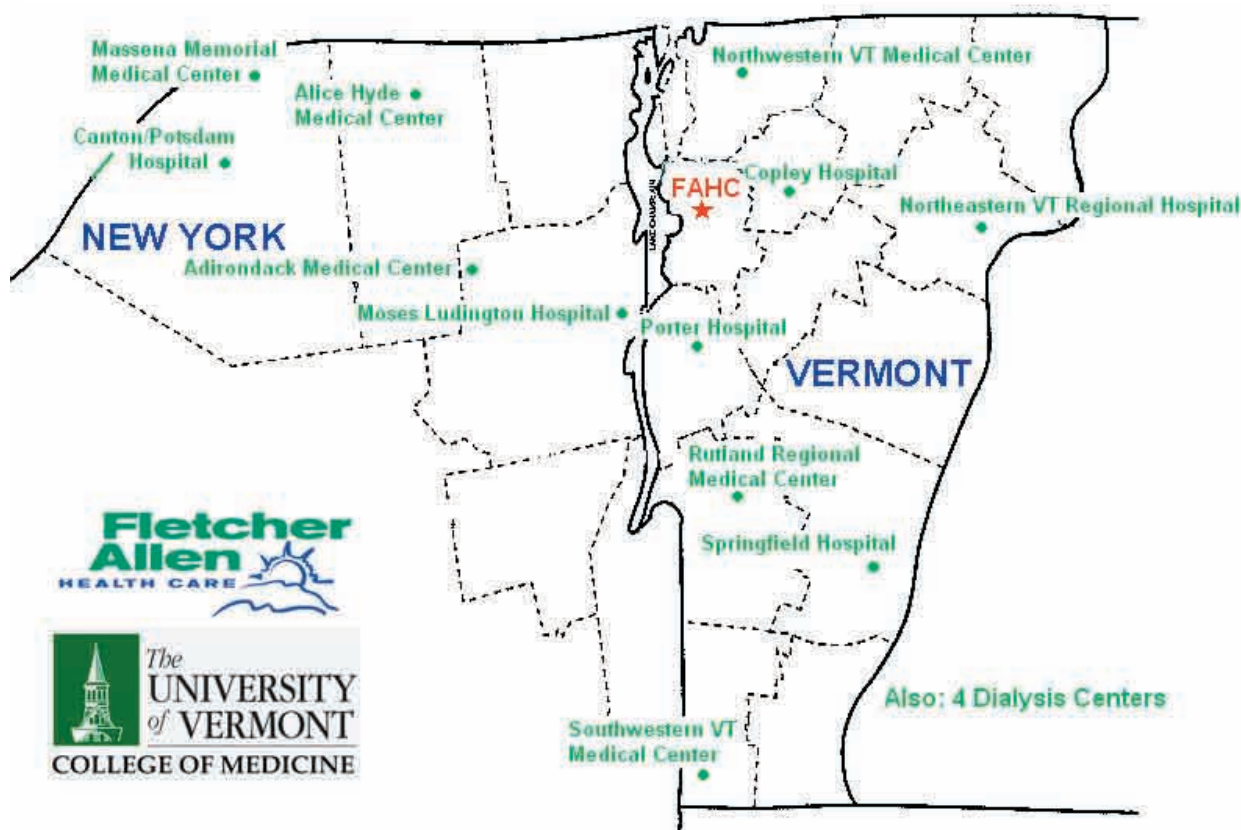 Massena Memorial
Medical Center
Alice Hyde
Medical Center
Canton/Potsdam
Hospital
NEW YORK
Adirondack Medical Center
Moses Ludington Hospital
LAKE CHAMPLAIN
Northwestern VT Medical Center
FAHC
Copley Hospital
Northeastern VT Regional Hospital
Porter Hospital
VERMONT
Rutland Regional
Medical Center
Springfield Hospital
Fletcher
Allen
HEALTH CARE
The
UNIVERSITY
of VERMONT
COLLEGE OF MEDICINE
Southwestern VT
Medical Center
Also: 4 Dialysis Centers